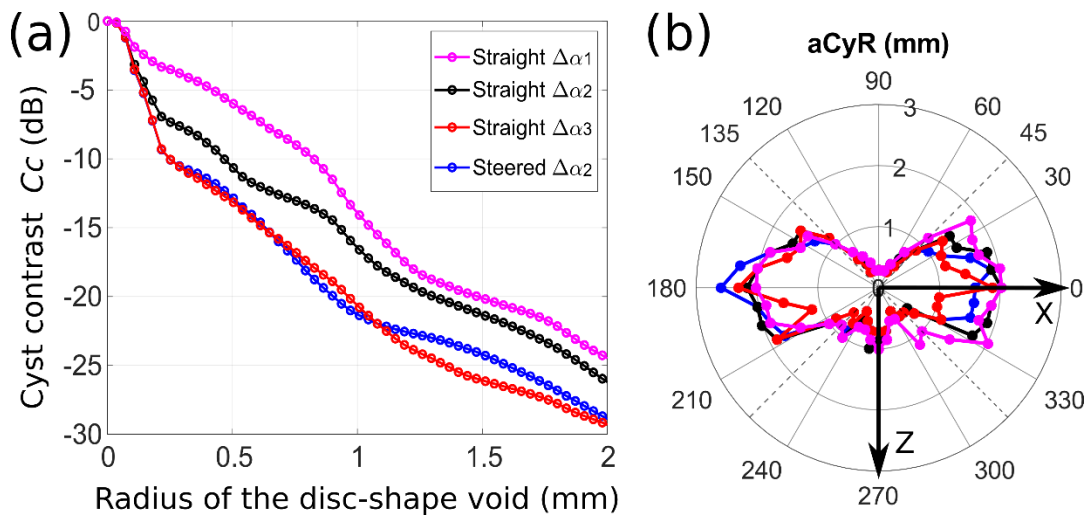 (a)
Cyst contrast Cc (dB)
0
-5
-10
-15
-20
-25
-30
0
0.5
1
1.5
2
Radius of the disc-shape void (mm)
Straight Δα1
Straight Δα2
Straight Δα3
Steered Δα2
(b)
aCyR (mm)
90
120
60
135
45
150
30
180
0
210
330
240
300
270
3
2
1
0
X
Z